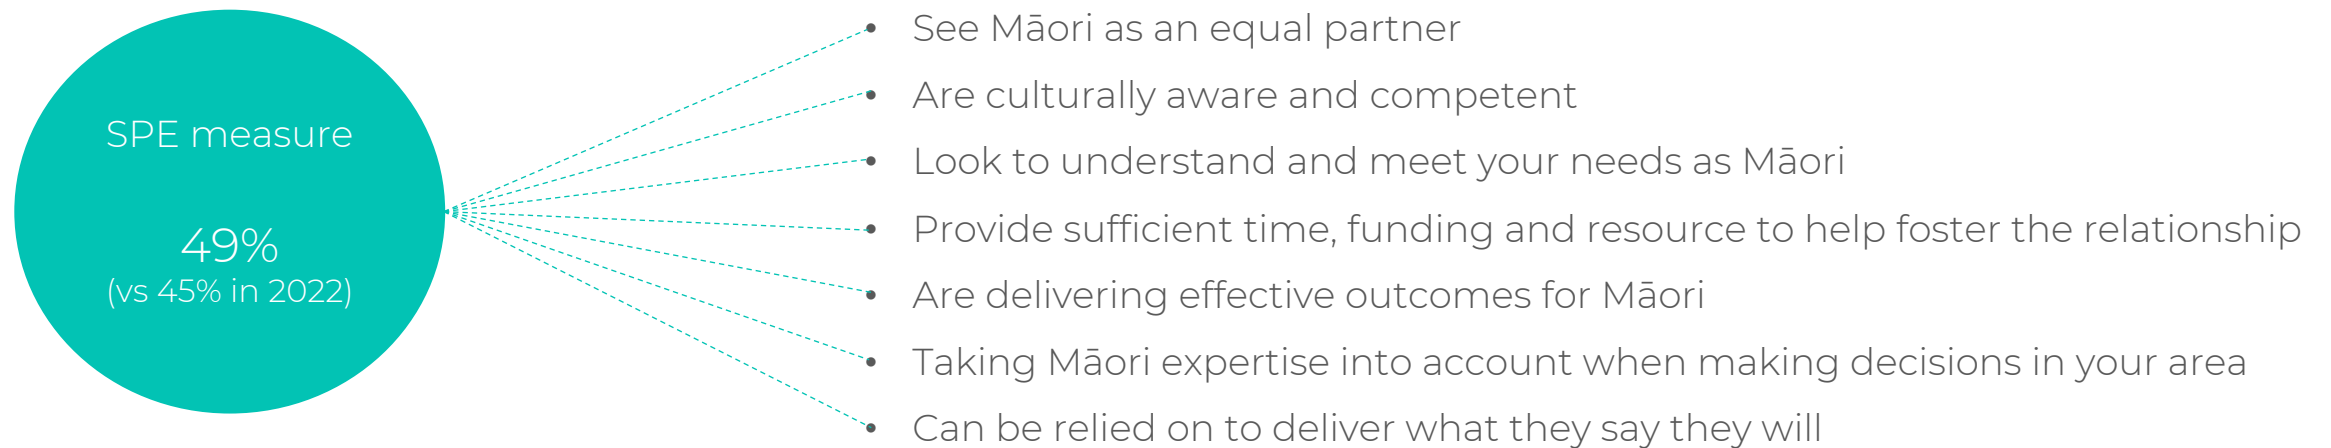 SPE measure
49%
(vs 45% in 2022)
• See Māori as an equal partner
• Are culturally aware and competent
• Look to understand and meet your needs as Māori
• Provide sufficient time, funding and resource to help foster the relationship
• Are delivering effective outcomes for Māori
• Taking Māori expertise into account when making decisions in your area
• Can be relied on to deliver what they say they will